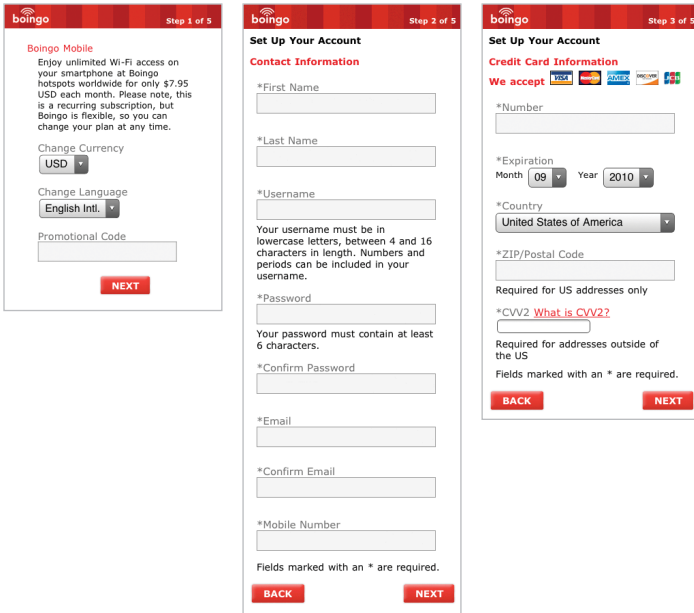 boingo
Step 1 of 5
Boingo Mobile
Enjoy unlimited Wi-Fi access on
your smartphone at Boingo
hotspots worldwide for only $7.95
USD each month. Please note, this
is a recurring subscription, but
Boingo is flexible, so you can
change your plan at any time.
Change Currency
USD
Change Language
English Intl.
Promotional Code
NEXT
boingo
Step 2 of 5
Set Up Your Account
Contact Information
*First Name
*Last Name
*Username
Your username must be in
lowercase letters, between 4 and 16
characters in length. Numbers and
periods can be included in your
username.
*Password
Your password must contain at least
6 characters.
*Confirm Password
*Email
*Confirm Email
*Mobile Number
Fields marked with an * are required.
BACK NEXT
boingo
Step 3 of 5
Set Up Your Account
Credit Card Information
We accept VISA MasterCard AMEX DISCOVER JCB
*Number
*Expiration
Month 09 Year 2010
*Country
United States of America
*ZIP/Postal Code
Required for US addresses only
*CVV2 What is CVV2?
Required for addresses outside of
the US
Fields marked with an * are required.
BACK NEXT